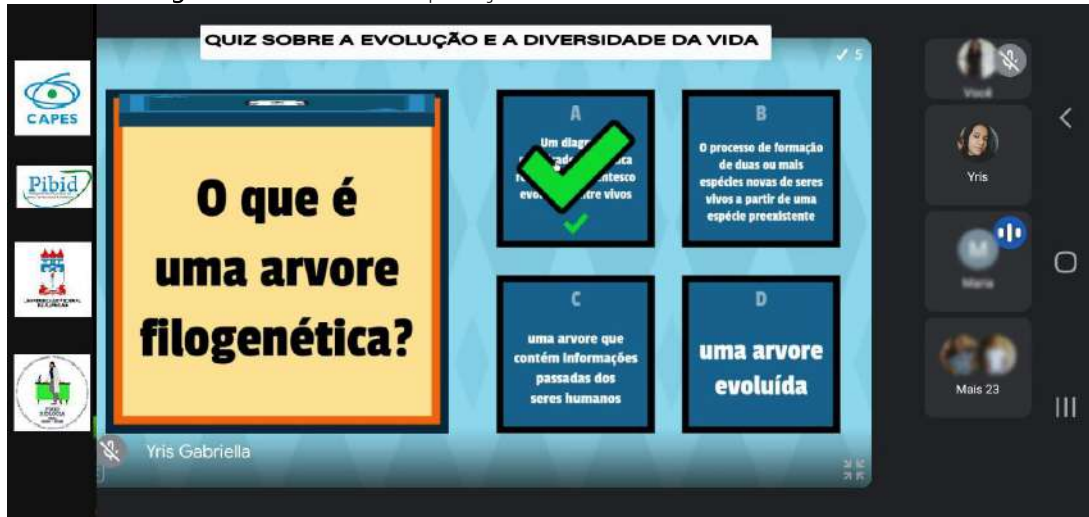 QUIZ SOBRE A EVOLUÇÃO E A DIVERSIDADE DA VIDA
✓ 5
CAPES
Pibid
O que é
uma arvore
filogenética?
A
Um
evo
vivos
B
O processo de formação
de duas ou mais
espécies novas de seres
vivos a partir de uma
espécie preexistente
C
uma arvore que
contém informações
passadas dos
seres humanos
D
uma arvore
evoluída
Yris Gabriella
Você
Yris
M
Maria
Mais 23